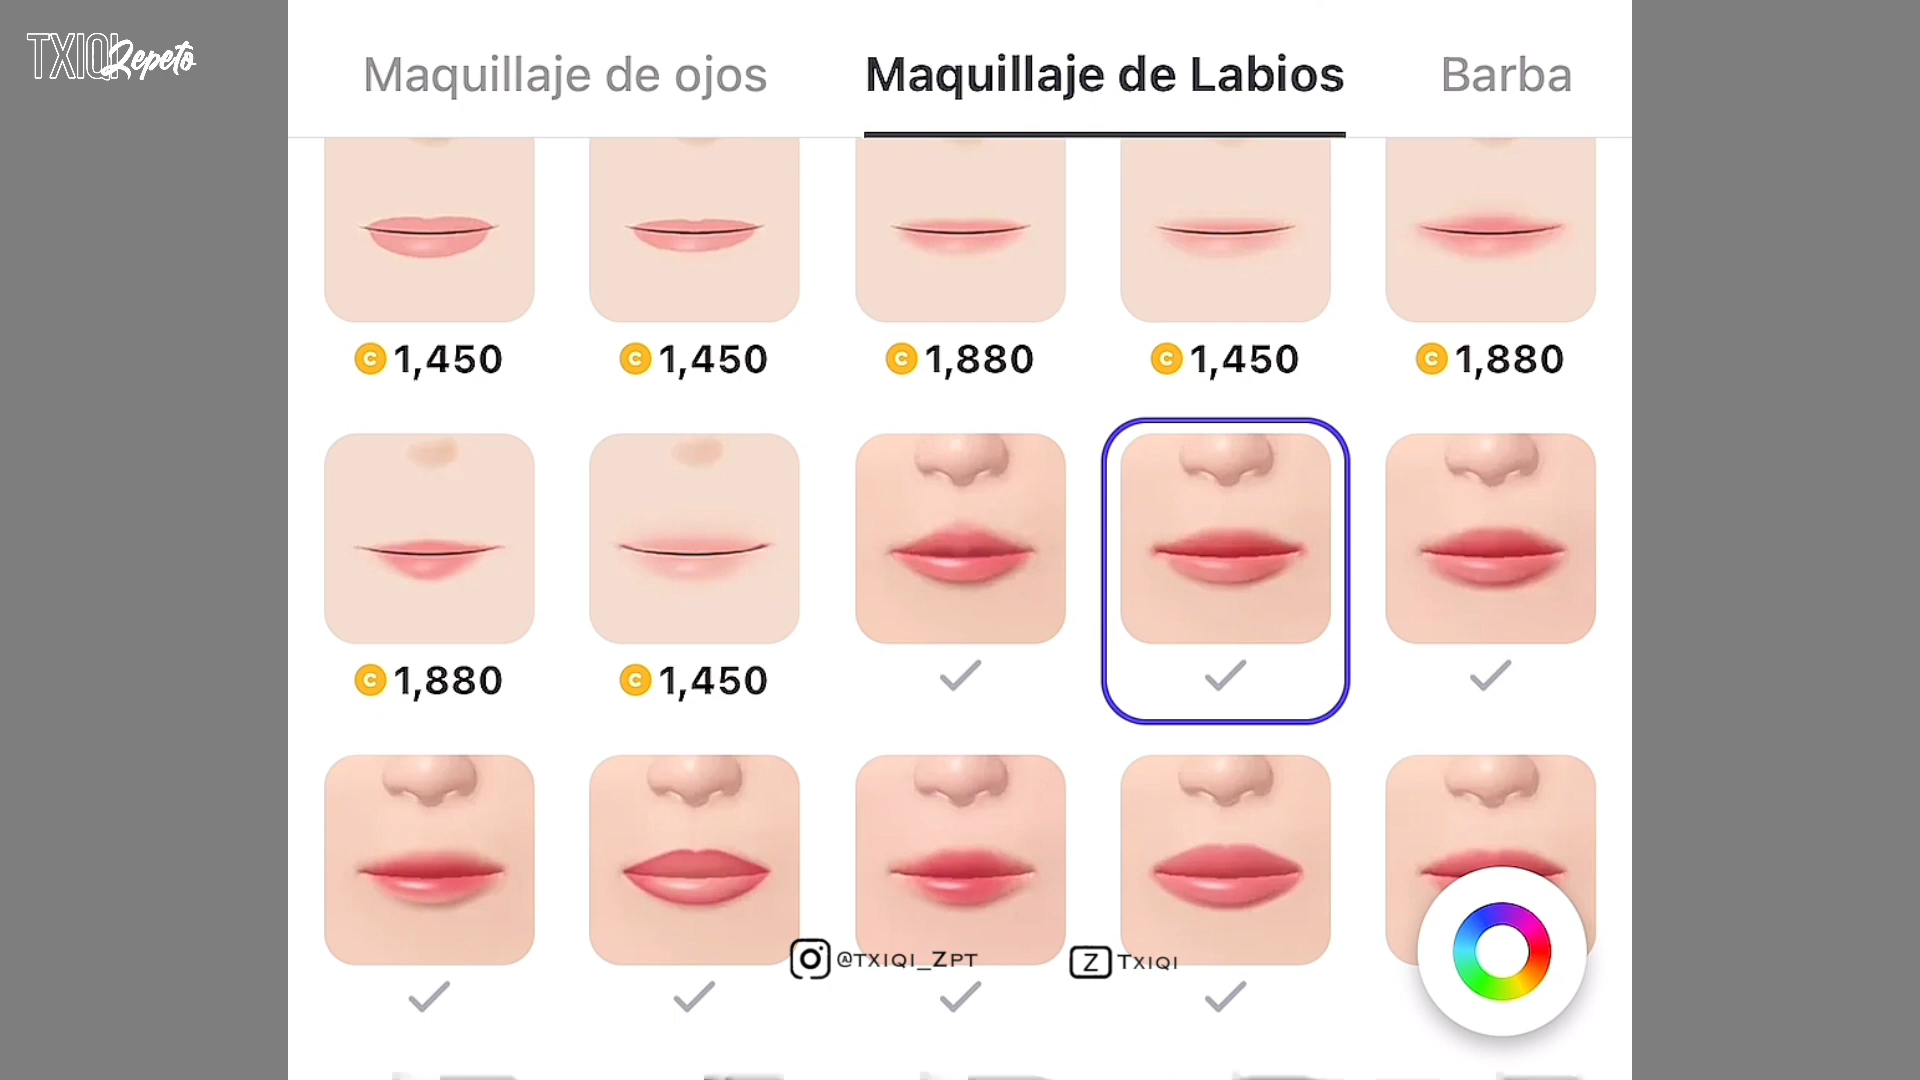 TXIQI Repeto
Maquillaje de ojos
Maquillaje de Labios
Barba
1,450
1,450
1,880
1,450
1,880
1,880
1,450
@TXIQI_ZPT
Z TXIQI